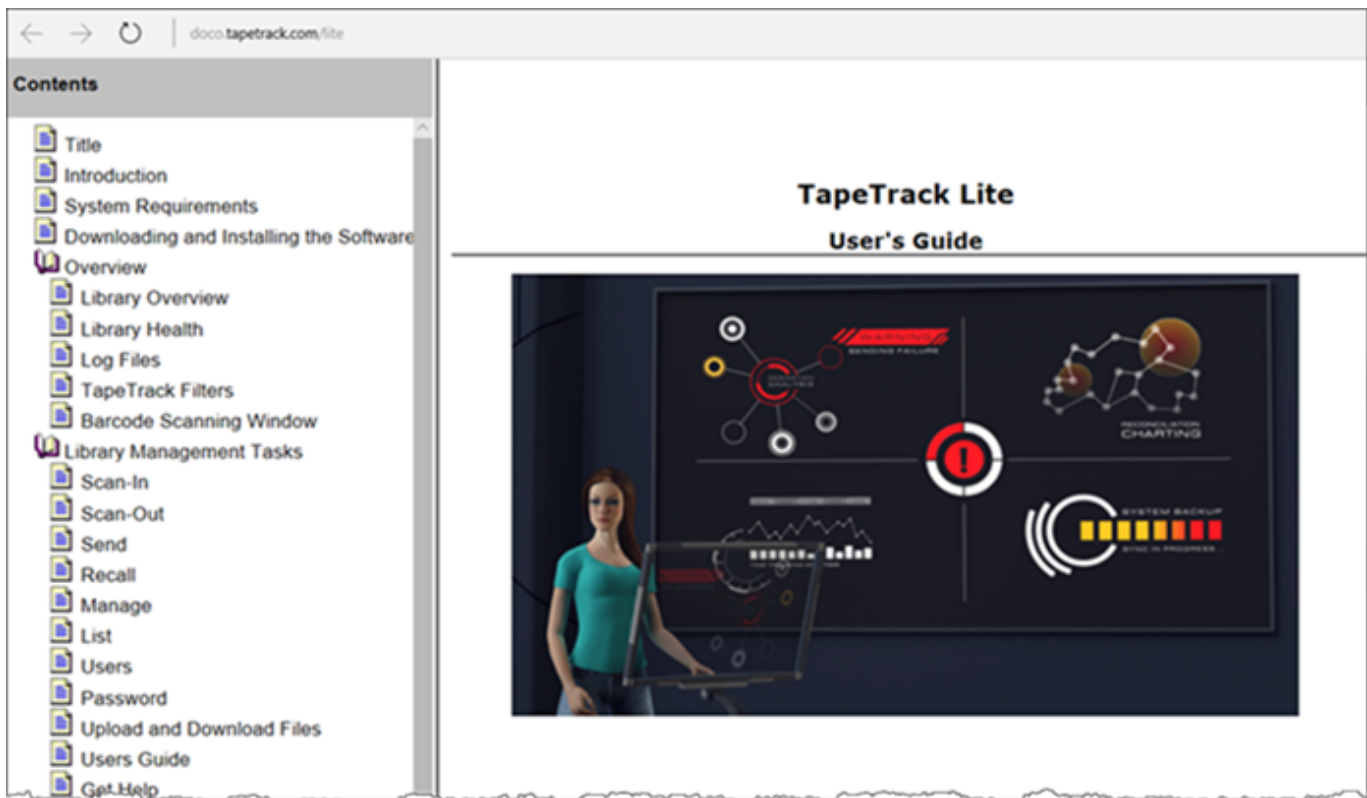 doco.tapetrack.com/lite
Contents
Title
Introduction
System Requirements
Downloading and Installing the Software
Overview
Library Overview
Library Health
Log Files
TapeTrack Filters
Barcode Scanning Window
Library Management Tasks
Scan-In
Scan-Out
Send
Recall
Manage
List
Users
Password
Upload and Download Files
Users Guide
Get Help
TapeTrack Lite
User's Guide
WARNING
SENDING FAILURE
ANALYSIS
RECONCILIATION
CHARTING
!
SYSTEM BACKUP
SYNC IN PROGRESS...